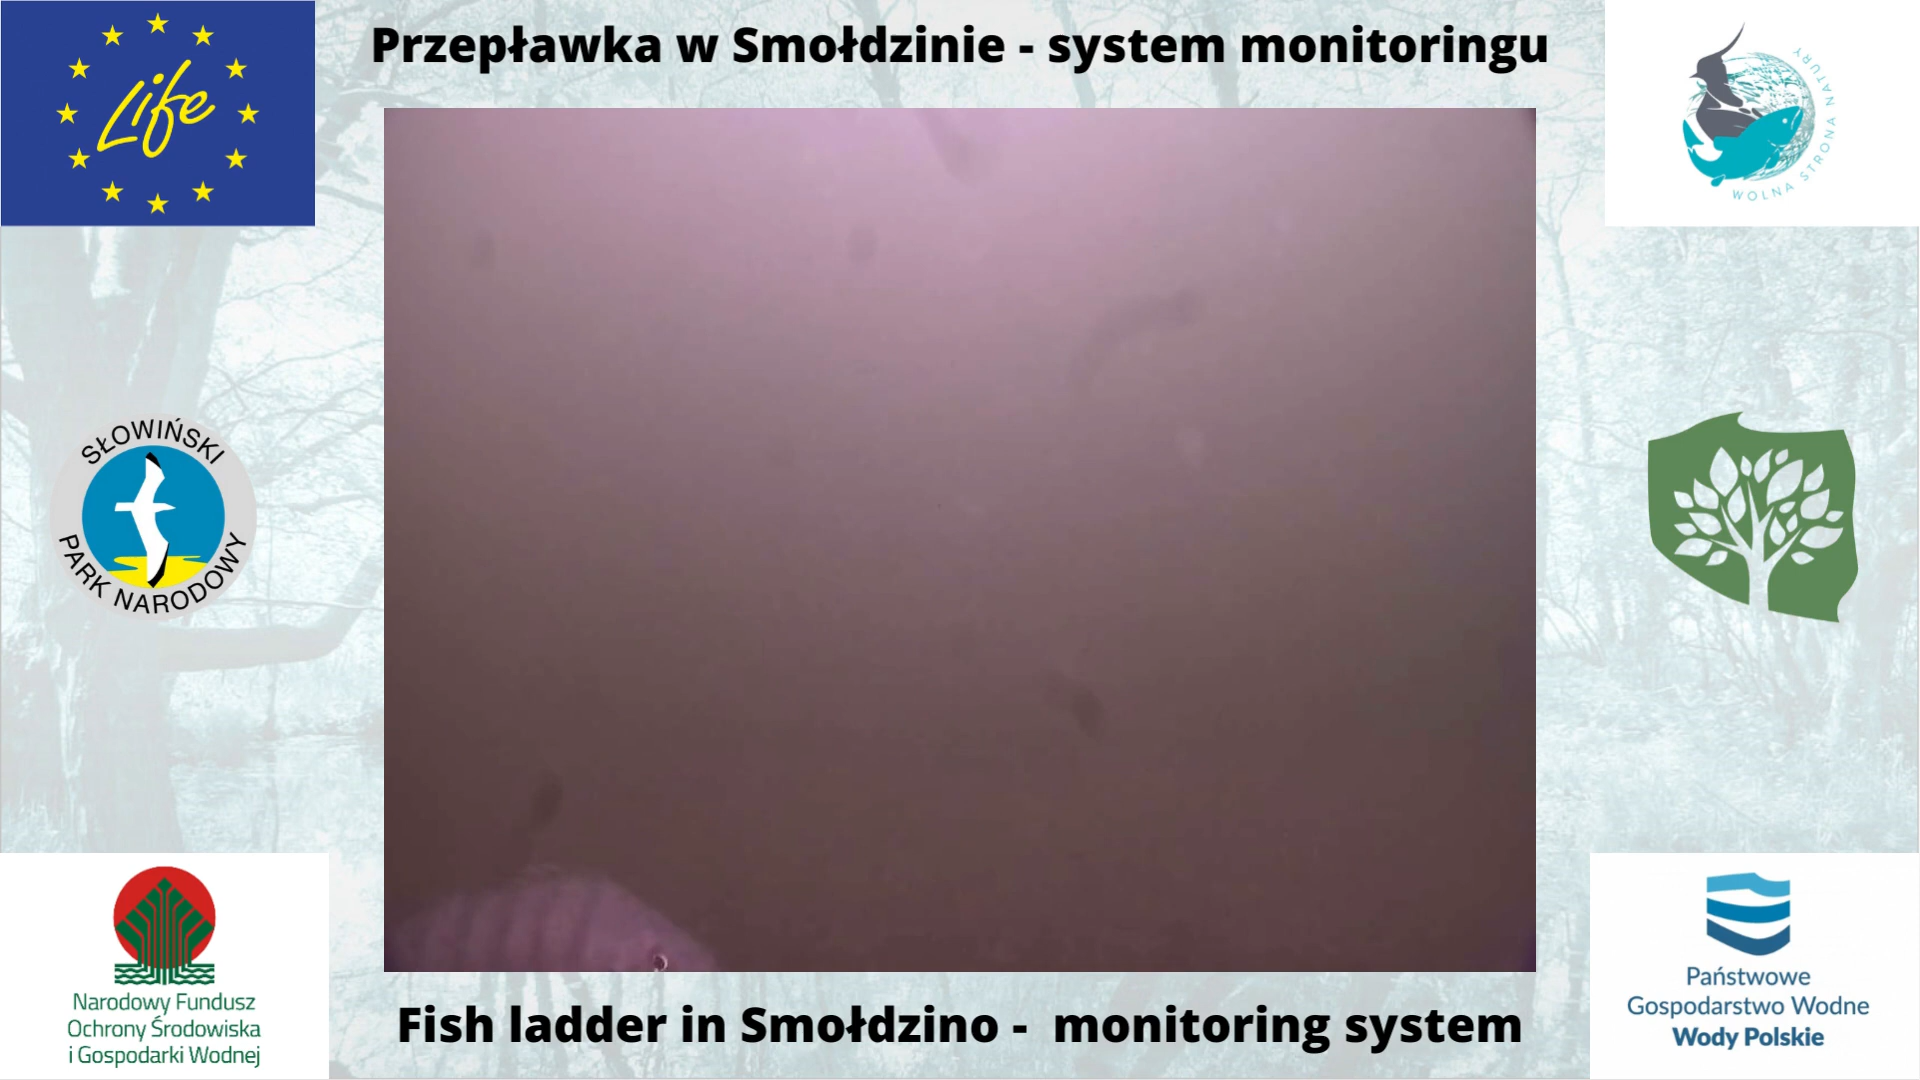 Przepławka w Smołdzinie - system monitoringu
Life
WOLNA STRONA NATURY
SŁOWIŃSKI
PARK NARODOWY
Narodowy Fundusz
Ochrony Środowiska
i Gospodarki Wodnej
Państwowe
Gospodarstwo Wodne
Wody Polskie
Fish ladder in Smołdzino - monitoring system